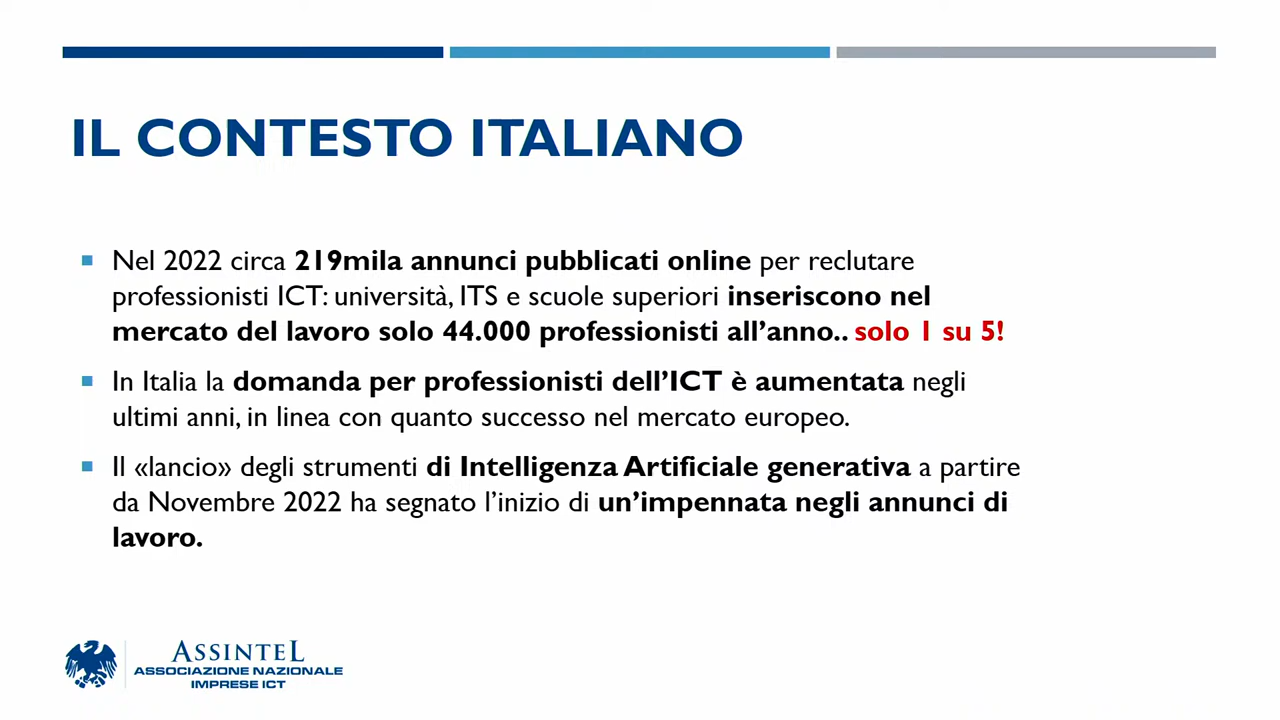 IL CONTESTO ITALIANO
Nel 2022 circa 219mila annunci pubblicati online per reclutare
professionisti ICT: università, ITS e scuole superiori inseriscono nel
mercato del lavoro solo 44.000 professionisti all’anno.. solo 1 su 5!
In Italia la domanda per professionisti dell’ICT è aumentata negli
ultimi anni, in linea con quanto successo nel mercato europeo.
Il «lancio» degli strumenti di Intelligenza Artificiale generativa a partire
da Novembre 2022 ha segnato l’inizio di un’impennata negli annunci di
lavoro.
ASSINTEL
ASSOCIAZIONE NAZIONALE
IMPRESE ICT